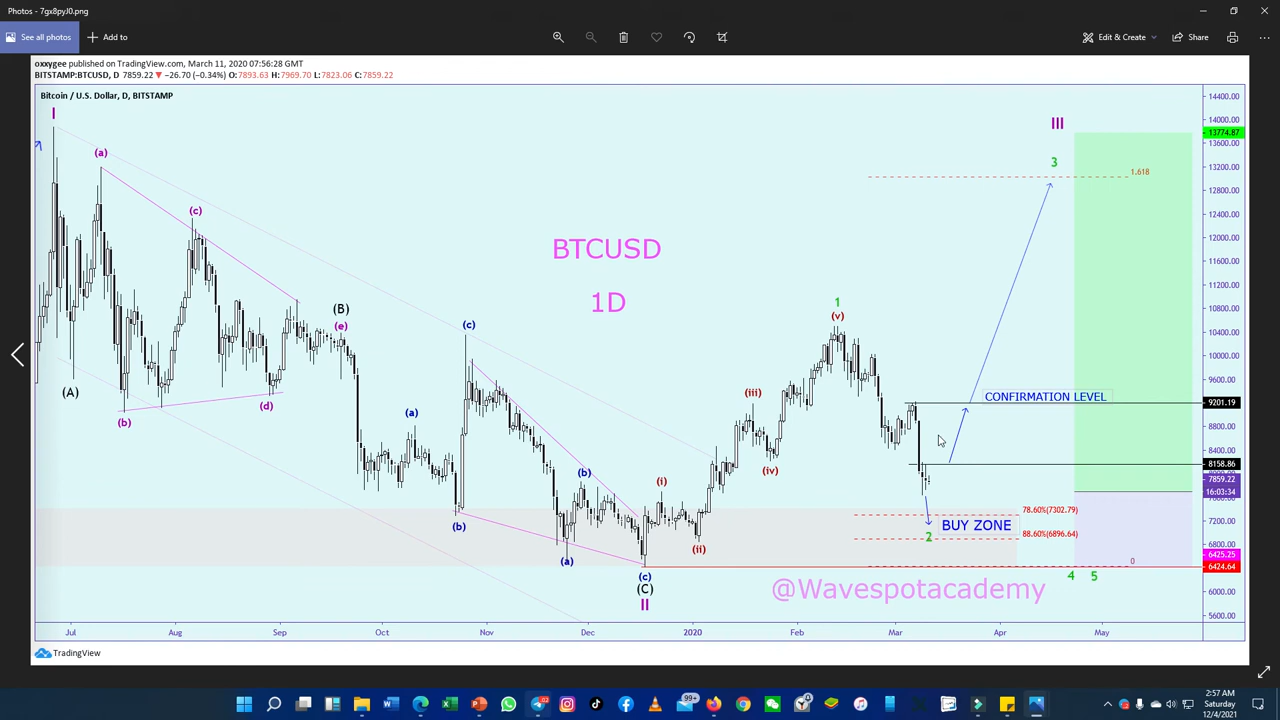 Photos - 7gx8pyJ0.png
See all photos
Add to
Edit & Create
Share
oxxygee published on TradingView.com, March 11, 2020 07:56:28 GMT
BITSTAMP:BTCUSD, D 7859.22 ▼ −26.70 (−0.34%) O:7893.63 H:7969.70 L:7823.06 C:7859.22
Bitcoin / U.S. Dollar, D, BITSTAMP
14400.00
I
14000.00
III
13774.87
13600.00
(a)
3
1.618
13200.00
12800.00
(c)
12400.00
BTCUSD
12000.00
11600.00
1D
11200.00
1
(B)
10800.00
(v)
(e)
(c)
10400.00
10000.00
9600.00
(A)
(iii)
CONFIRMATION LEVEL
9201.19
(d)
(a)
(b)
8800.00
8400.00
(b)
(iv)
8158.86
(i)
7859.22
16:03:34
78.60%(7302.79)
(b)
BUY ZONE
7200.00
2
88.60%(6896.64)
6800.00
(ii)
(a)
0
6425.25
6424.64
(c)
4
5
(C)
@Wavespotacademy
6000.00
II
5600.00
Jul
Aug
Sep
Oct
Nov
Dec
2020
Feb
Mar
Apr
May
TradingView
99+
2:57 AM
Saturday
12/4/2021